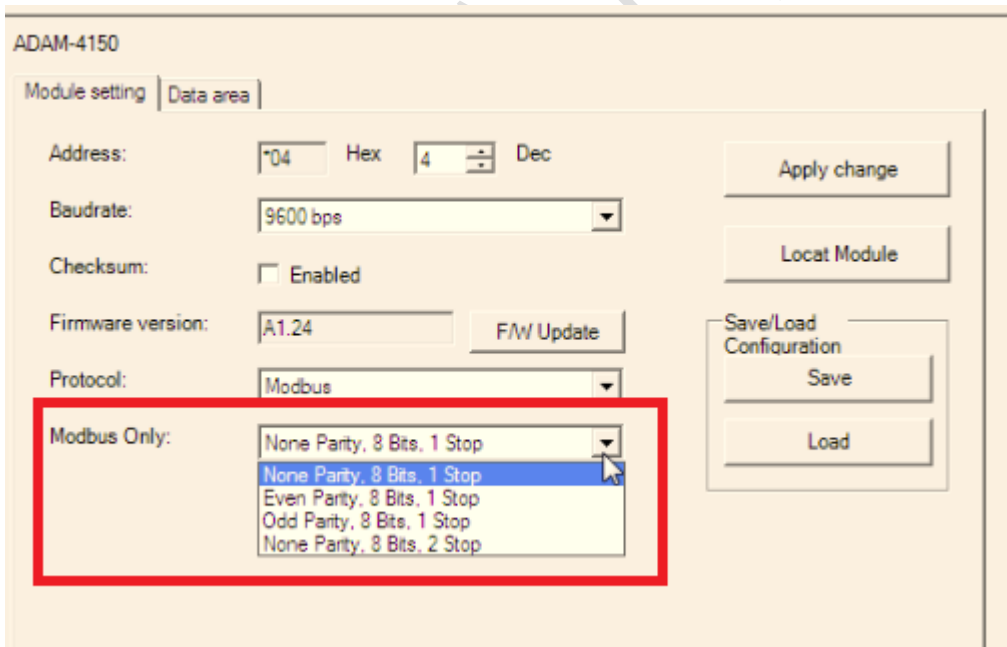 ADAM-4150
Module setting Data area
Address: *04 Hex 4 Dec
Apply change
Baudrate: 9600 bps
Locat Module
Checksum: Enabled
Firmware version: A1.24 F/W Update
Save/Load
Configuration
Protocol: Modbus
Save
Modbus Only: None Parity, 8 Bits, 1 Stop
Load
None Parity, 8 Bits, 1 Stop
Even Parity, 8 Bits, 1 Stop
Odd Parity, 8 Bits, 1 Stop
None Parity, 8 Bits, 2 Stop